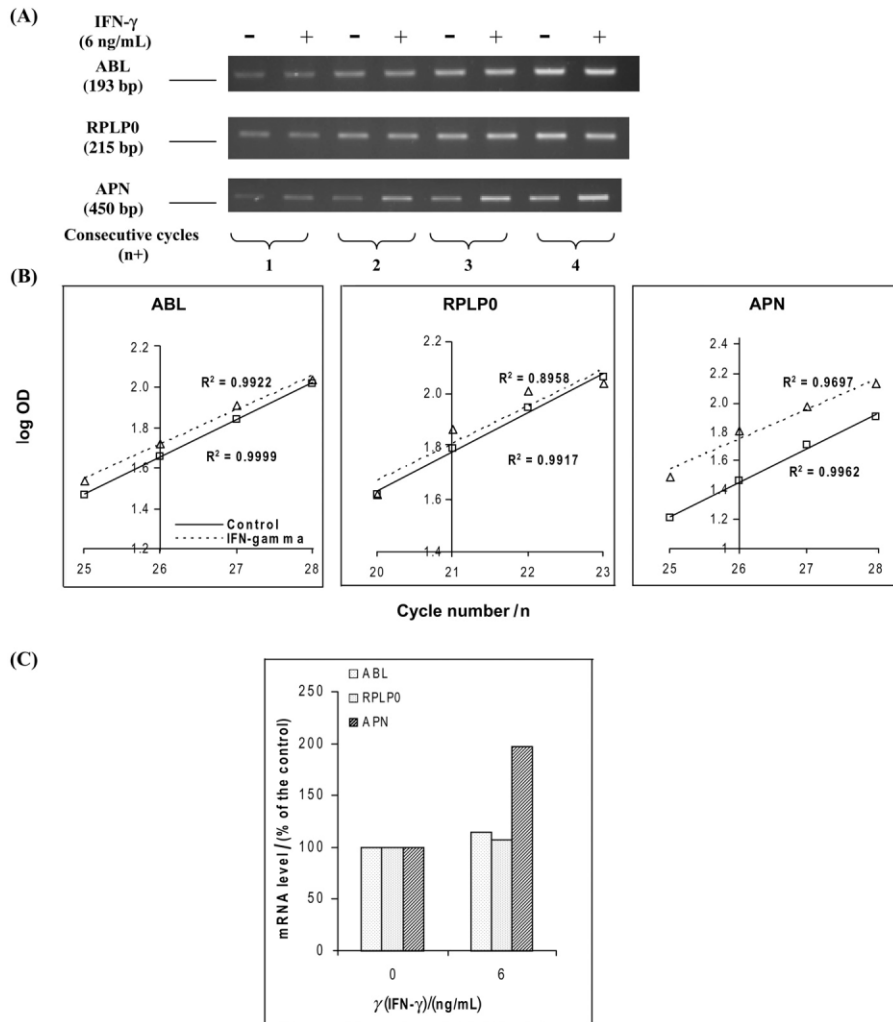 (A)
IFN-γ
(6 ng/mL)
- + - + - + - +
ABL
(193 bp)
RPLP0
(215 bp)
APN
(450 bp)
Consecutive cycles
(n+)
1 2 3 4
(B)
ABL
log OD
2.2
2.0
1.8
1.6
1.4
1.2
R² = 0.9922
R² = 0.9999
Control
IFN-gamma
25 26 27 28
RPLP0
2.2
2.0
1.8
1.6
1.4
R² = 0.8958
R² = 0.9917
20 21 22 23
APN
2.4
2.2
2.0
1.8
1.6
1.4
1.2
1
R² = 0.9697
R² = 0.9962
25 26 27 28
Cycle number/n
(C)
mRNA level/(% of the control)
250
200
150
100
50
0
ABL
RPLP0
APN
0 6
γ(IFN-γ)/(ng/mL)